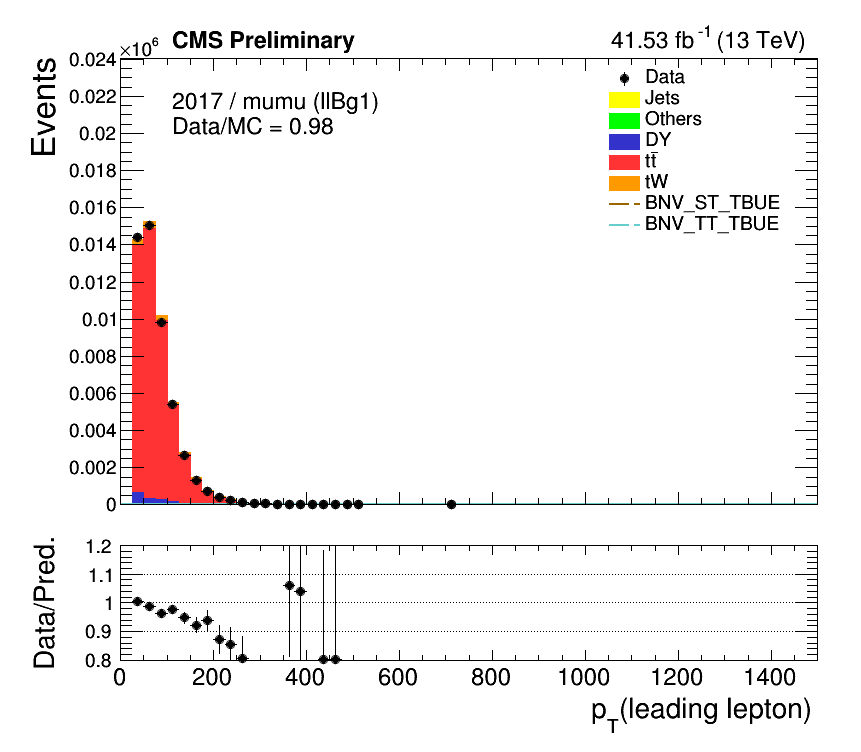 ×10⁶ CMS Preliminary 41.53 fb⁻¹ (13 TeV)
Events
0.024
0.022
0.02
0.018
0.016
0.014
0.012
0.01
0.008
0.006
0.004
0.002
0
2017 / mumu (llBg1)
Data/MC = 0.98
Data
Jets
Others
DY
tt̄
tW
BNV_ST_TBUE
BNV_TT_TBUE
Data/Pred.
1.2
1.1
1
0.9
0.8
0 200 400 600 800 1000 1200 1400
p_T(leading lepton)